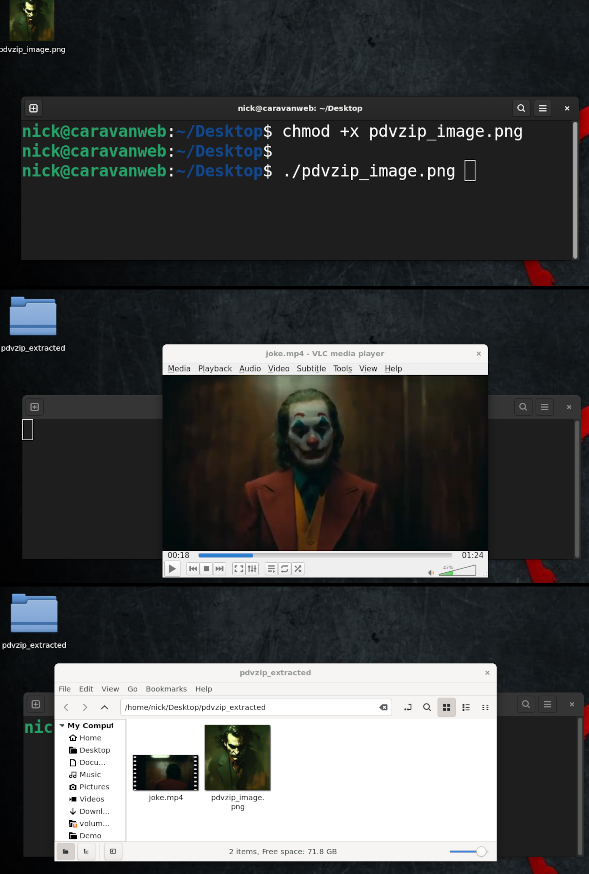 pdvzip_image.png
nick@caravanweb: ~/Desktop
nick@caravanweb:~/Desktop$ chmod +x pdvzip_image.png
nick@caravanweb:~/Desktop$
nick@caravanweb:~/Desktop$ ./pdvzip_image.png
pdvzip_extracted
joke.mp4 - VLC media player
Media Playback Audio Video Subtitle Tools View Help
00:18 01:24
47%
pdvzip_extracted
pdvzip_extracted
File Edit View Go Bookmarks Help
/home/nick/Desktop/pdvzip_extracted
nic
My Comput
Home
Desktop
Docu...
Music
Pictures
Videos
Downl...
volum...
Demo
joke.mp4
pdvzip_image.
png
2 items, Free space: 71.8 GB